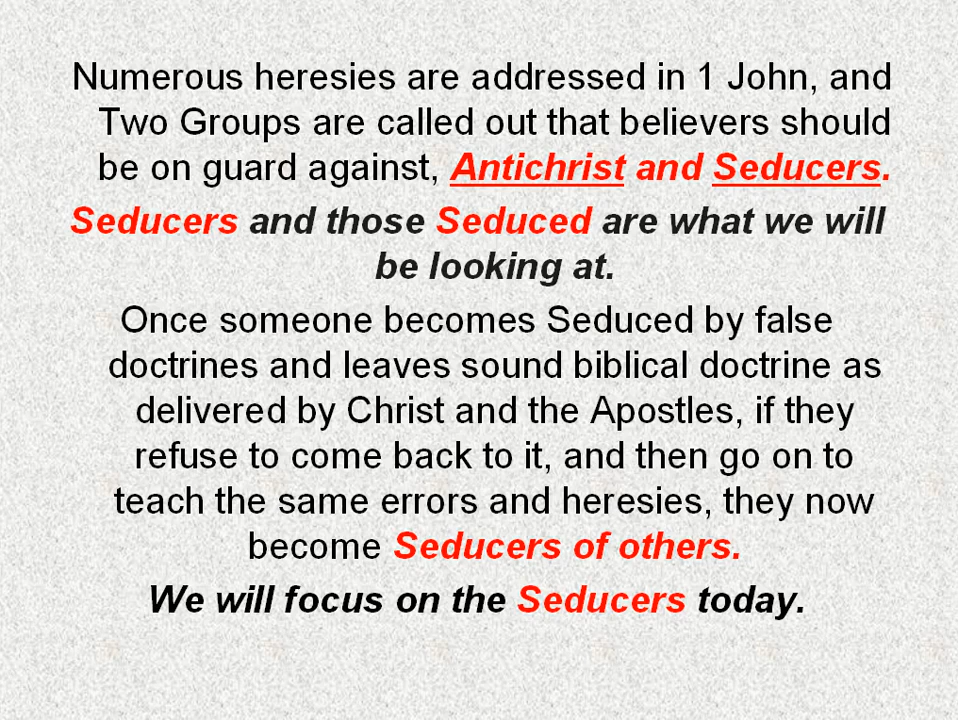 Numerous heresies are addressed in 1 John, and
Two Groups are called out that believers should
be on guard against, Antichrist and Seducers.
Seducers and those Seduced are what we will
be looking at.
Once someone becomes Seduced by false
doctrines and leaves sound biblical doctrine as
delivered by Christ and the Apostles, if they
refuse to come back to it, and then go on to
teach the same errors and heresies, they now
become Seducers of others.
We will focus on the Seducers today.